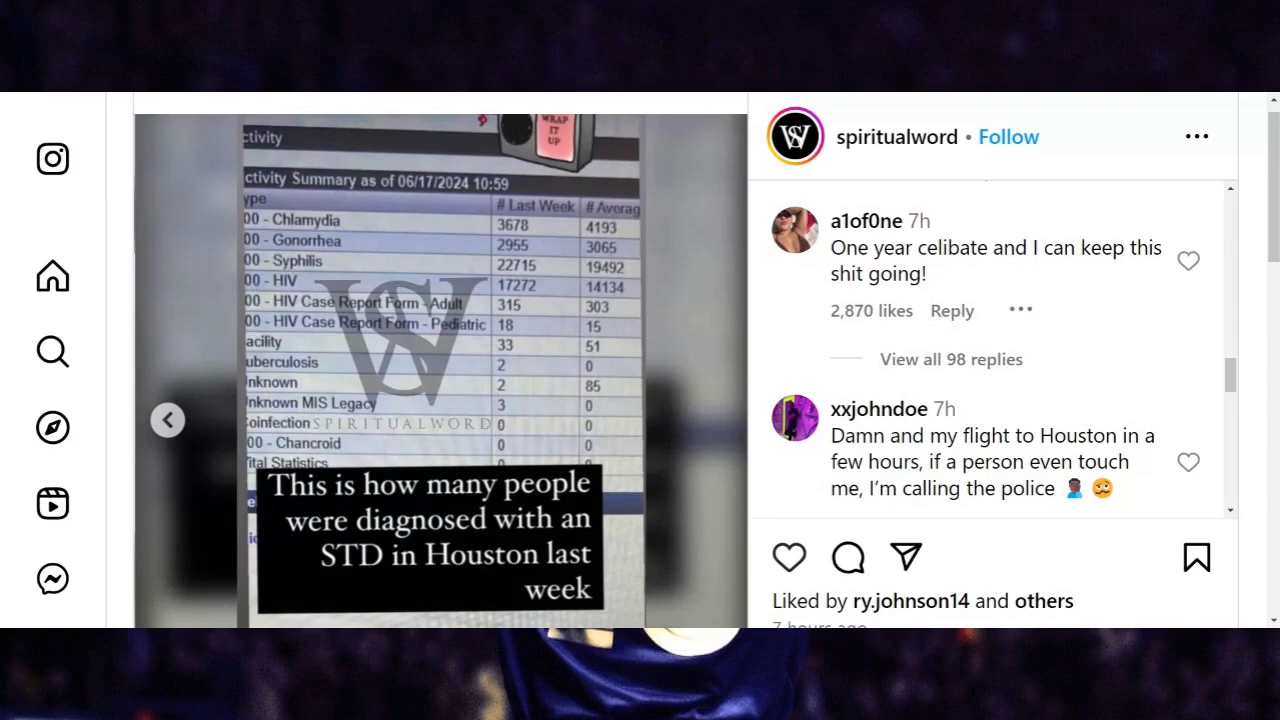 WRAP
IT
UP
ctivity
ctivity Summary as of 06/17/2024 10:59
ype # Last Week # Averag
00 - Chlamydia 3678 4193
00 - Gonorrhea 2955 3065
00 - Syphilis 22715 19492
00 - HIV 17272 14134
00 - HIV Case Report Form - Adult 315 303
00 - HIV Case Report Form - Pediatric 18 15
acility 33 51
uberculosis 2 0
nknown 2 85
nknown MIS Legacy 3 0
oinfection 0 0
SPIRITUALWORD
00 - Chancroid 0 0
ital Statistics 0 0
This is how many people
were diagnosed with an
STD in Houston last
week
spiritualword • Follow
a1of0ne 7h
One year celibate and I can keep this
shit going!
2,870 likes Reply
View all 98 replies
xxjohndoe 7h
Damn and my flight to Houston in a
few hours, if a person even touch
me, I’m calling the police
Liked by ry.johnson14 and others
7 hours ago